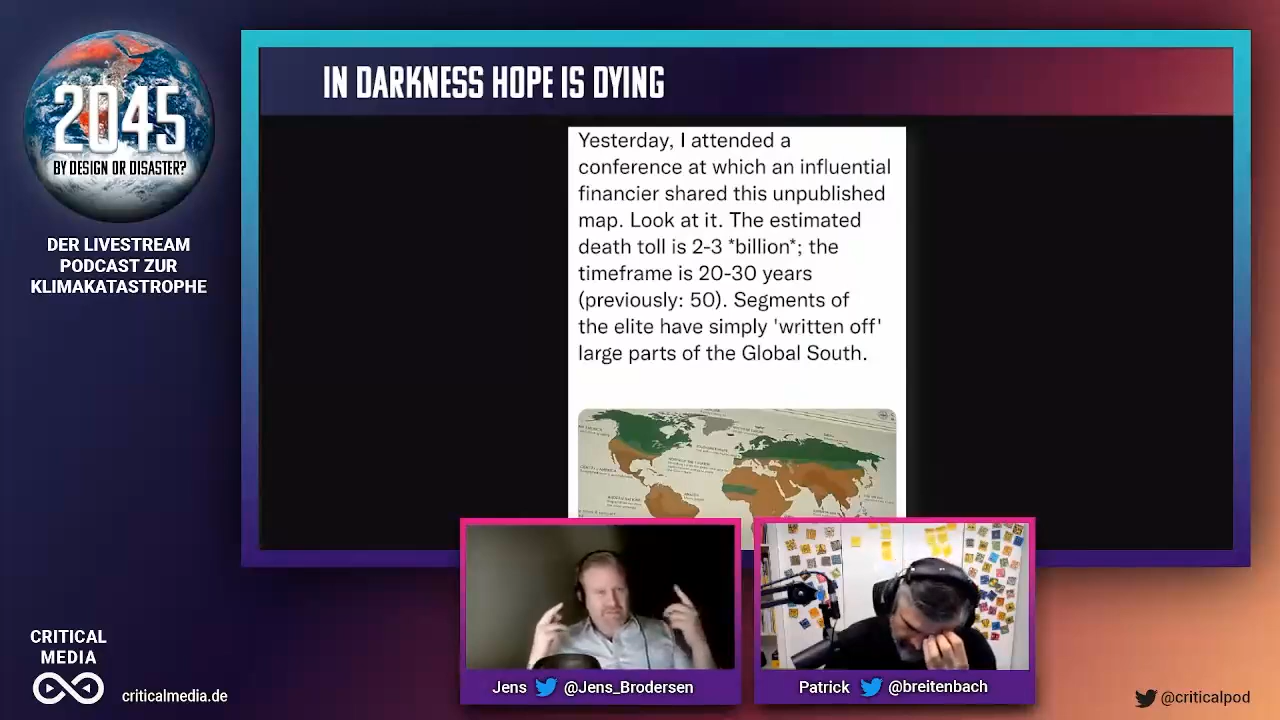 2045
BY DESIGN OR DISASTER?
DER LIVESTREAM
PODCAST ZUR
KLIMAKATASTROPHE
IN DARKNESS HOPE IS DYING
Yesterday, I attended a
conference at which an influential
financier shared this unpublished
map. Look at it. The estimated
death toll is 2-3 *billion*; the
timeframe is 20-30 years
(previously: 50). Segments of
the elite have simply 'written off'
large parts of the Global South.
CRITICAL
MEDIA
criticalmedia.de
Jens @Jens_Brodersen
Patrick @breitenbach
@criticalpod